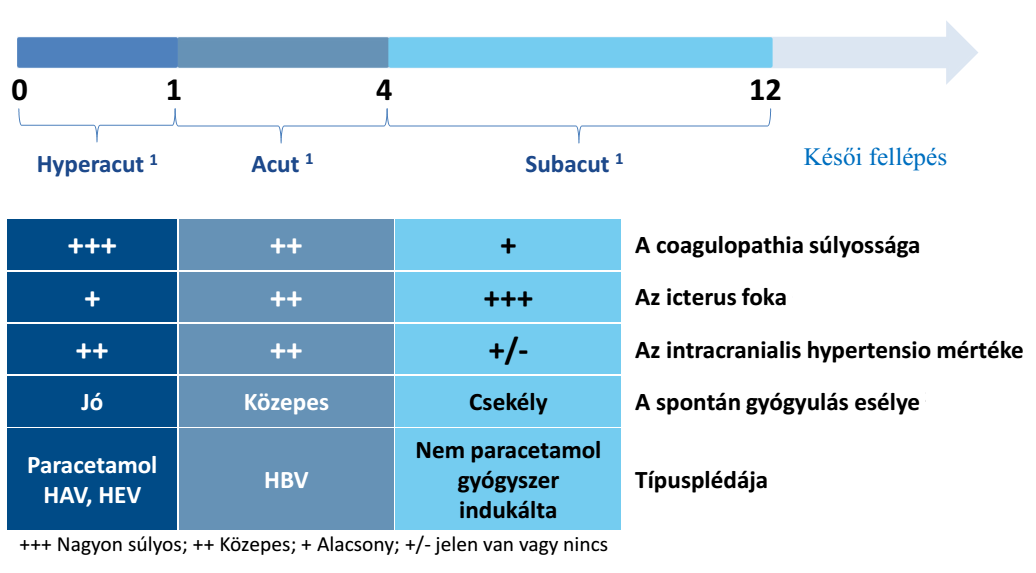 0 1 4 12
Hyperacut ¹ Acut ¹ Subacut ¹ Késői fellépés
+++ ++ + A coagulopathia súlyossága
+ ++ +++ Az icterus foka
++ ++ +/- Az intracranialis hypertensio mértéke
Jó Közepes Csekély A spontán gyógyulás esélye
Paracetamol
HAV, HEV
HBV
Nem paracetamol
gyógyszer
indukálta
Típusplédája
+++ Nagyon súlyos; ++ Közepes; + Alacsony; +/- jelen van vagy nincs